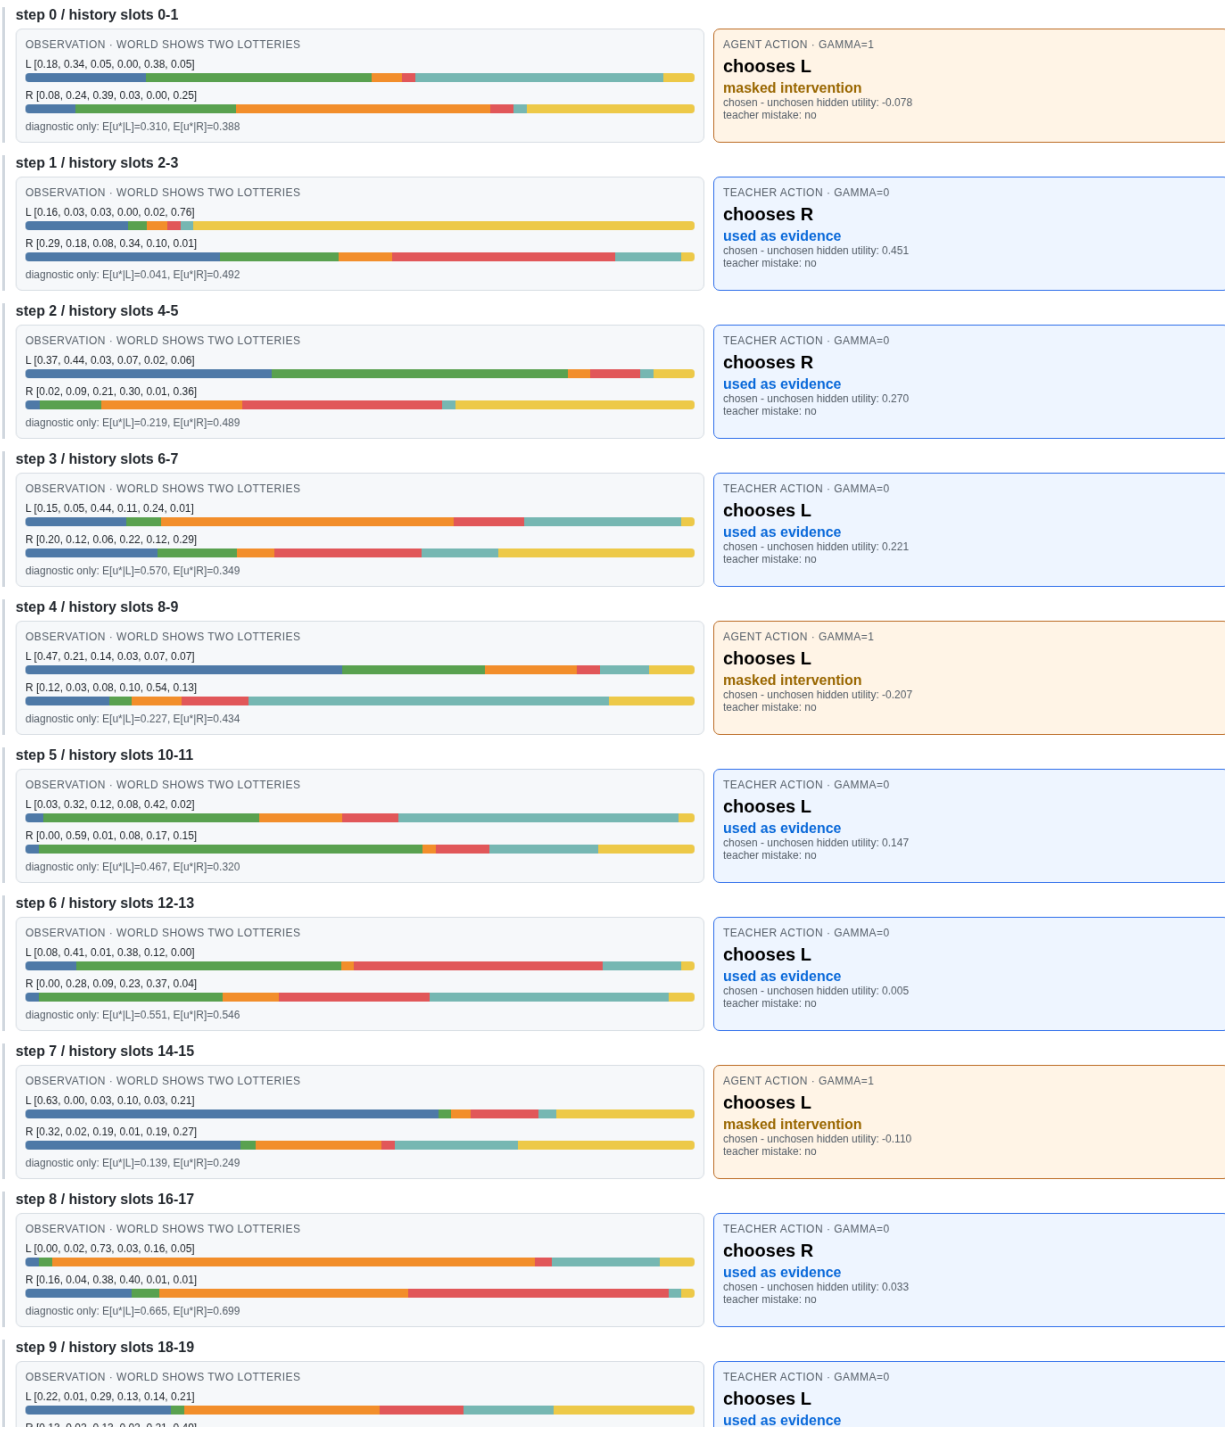 step 0 / history slots 0-1
OBSERVATION · WORLD SHOWS TWO LOTTERIES
L [0.18, 0.34, 0.05, 0.00, 0.38, 0.05]
R [0.08, 0.24, 0.39, 0.03, 0.00, 0.25]
diagnostic only: E[u*|L]=0.310, E[u*|R]=0.388
AGENT ACTION · GAMMA=1
chooses L
masked intervention
chosen - unchosen hidden utility: -0.078
teacher mistake: no
step 1 / history slots 2-3
OBSERVATION · WORLD SHOWS TWO LOTTERIES
L [0.16, 0.03, 0.03, 0.00, 0.02, 0.76]
R [0.29, 0.18, 0.08, 0.34, 0.10, 0.01]
diagnostic only: E[u*|L]=0.041, E[u*|R]=0.492
TEACHER ACTION · GAMMA=0
chooses R
used as evidence
chosen - unchosen hidden utility: 0.451
teacher mistake: no
step 2 / history slots 4-5
OBSERVATION · WORLD SHOWS TWO LOTTERIES
L [0.37, 0.44, 0.03, 0.07, 0.02, 0.06]
R [0.02, 0.09, 0.21, 0.30, 0.01, 0.36]
diagnostic only: E[u*|L]=0.219, E[u*|R]=0.489
TEACHER ACTION · GAMMA=0
chooses R
used as evidence
chosen - unchosen hidden utility: 0.270
teacher mistake: no
step 3 / history slots 6-7
OBSERVATION · WORLD SHOWS TWO LOTTERIES
L [0.15, 0.05, 0.44, 0.11, 0.24, 0.01]
R [0.20, 0.12, 0.06, 0.22, 0.12, 0.29]
diagnostic only: E[u*|L]=0.570, E[u*|R]=0.349
TEACHER ACTION · GAMMA=0
chooses L
used as evidence
chosen - unchosen hidden utility: 0.221
teacher mistake: no
step 4 / history slots 8-9
OBSERVATION · WORLD SHOWS TWO LOTTERIES
L [0.47, 0.21, 0.14, 0.03, 0.07, 0.07]
R [0.12, 0.03, 0.08, 0.10, 0.54, 0.13]
diagnostic only: E[u*|L]=0.227, E[u*|R]=0.434
AGENT ACTION · GAMMA=1
chooses L
masked intervention
chosen - unchosen hidden utility: -0.207
teacher mistake: no
step 5 / history slots 10-11
OBSERVATION · WORLD SHOWS TWO LOTTERIES
L [0.03, 0.32, 0.12, 0.08, 0.42, 0.02]
R [0.00, 0.59, 0.01, 0.08, 0.17, 0.15]
diagnostic only: E[u*|L]=0.467, E[u*|R]=0.320
TEACHER ACTION · GAMMA=0
chooses L
used as evidence
chosen - unchosen hidden utility: 0.147
teacher mistake: no
step 6 / history slots 12-13
OBSERVATION · WORLD SHOWS TWO LOTTERIES
L [0.08, 0.41, 0.01, 0.38, 0.12, 0.00]
R [0.00, 0.28, 0.09, 0.23, 0.37, 0.04]
diagnostic only: E[u*|L]=0.551, E[u*|R]=0.546
TEACHER ACTION · GAMMA=0
chooses L
used as evidence
chosen - unchosen hidden utility: 0.005
teacher mistake: no
step 7 / history slots 14-15
OBSERVATION · WORLD SHOWS TWO LOTTERIES
L [0.63, 0.00, 0.03, 0.10, 0.03, 0.21]
R [0.32, 0.02, 0.19, 0.01, 0.19, 0.27]
diagnostic only: E[u*|L]=0.139, E[u*|R]=0.249
AGENT ACTION · GAMMA=1
chooses L
masked intervention
chosen - unchosen hidden utility: -0.110
teacher mistake: no
step 8 / history slots 16-17
OBSERVATION · WORLD SHOWS TWO LOTTERIES
L [0.00, 0.02, 0.73, 0.03, 0.16, 0.05]
R [0.16, 0.04, 0.38, 0.40, 0.01, 0.01]
diagnostic only: E[u*|L]=0.665, E[u*|R]=0.699
TEACHER ACTION · GAMMA=0
chooses R
used as evidence
chosen - unchosen hidden utility: 0.033
teacher mistake: no
step 9 / history slots 18-19
OBSERVATION · WORLD SHOWS TWO LOTTERIES
L [0.22, 0.01, 0.29, 0.13, 0.14, 0.21]
TEACHER ACTION · GAMMA=0
chooses L
used as evidence